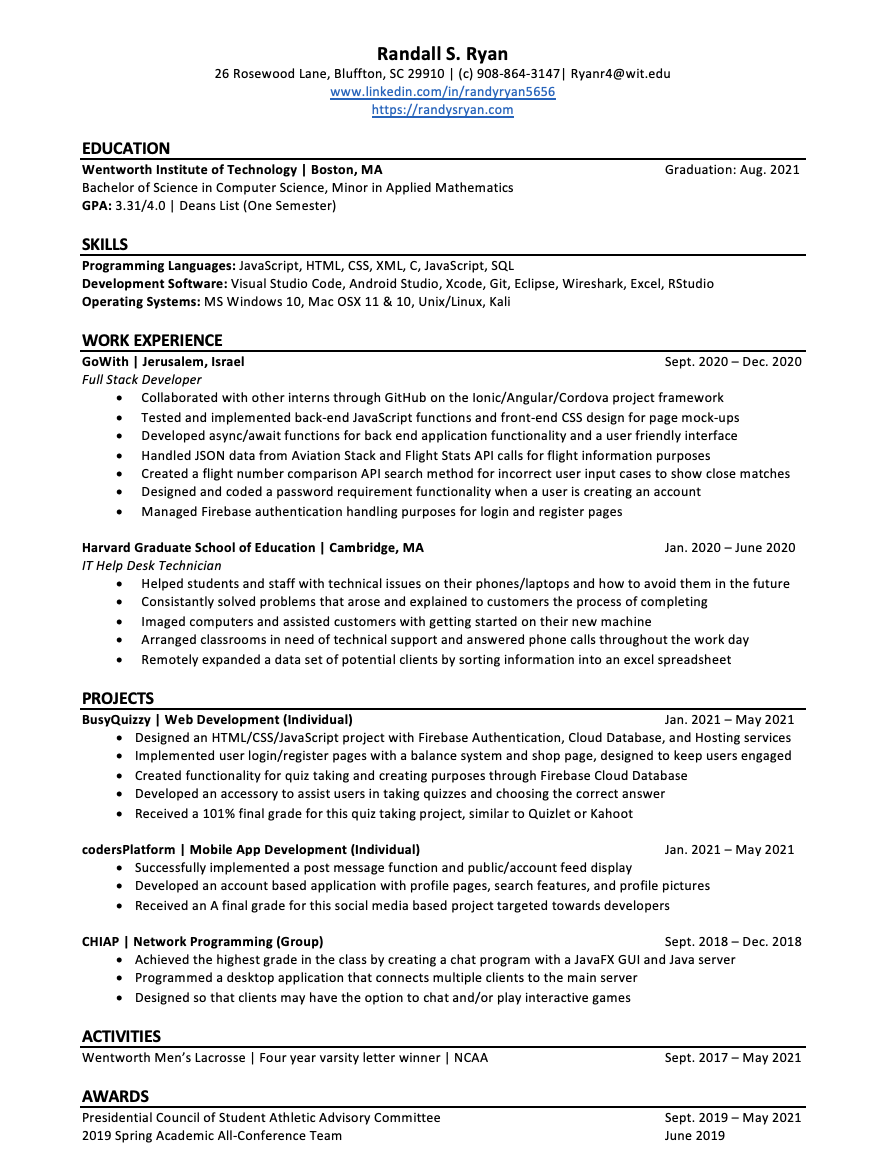 Randall S. Ryan
26 Rosewood Lane, Bluffton, SC 29910 | (c) 908-864-3147| Ryanr4@wit.edu
www.linkedin.com/in/randyryan5656
https://randysryan.com
EDUCATION
Wentworth Institute of Technology | Boston, MA Graduation: Aug. 2021
Bachelor of Science in Computer Science, Minor in Applied Mathematics
GPA: 3.31/4.0 | Deans List (One Semester)
SKILLS
Programming Languages: JavaScript, HTML, CSS, XML, C, JavaScript, SQL
Development Software: Visual Studio Code, Android Studio, Xcode, Git, Eclipse, Wireshark, Excel, RStudio
Operating Systems: MS Windows 10, Mac OSX 11 & 10, Unix/Linux, Kali
WORK EXPERIENCE
GoWith | Jerusalem, Israel Sept. 2020 – Dec. 2020
Full Stack Developer
• Collaborated with other interns through GitHub on the Ionic/Angular/Cordova project framework
• Tested and implemented back-end JavaScript functions and front-end CSS design for page mock-ups
• Developed async/await functions for back end application functionality and a user friendly interface
• Handled JSON data from Aviation Stack and Flight Stats API calls for flight information purposes
• Created a flight number comparison API search method for incorrect user input cases to show close matches
• Designed and coded a password requirement functionality when a user is creating an account
• Managed Firebase authentication handling purposes for login and register pages
Harvard Graduate School of Education | Cambridge, MA Jan. 2020 – June 2020
IT Help Desk Technician
• Helped students and staff with technical issues on their phones/laptops and how to avoid them in the future
• Consistantly solved problems that arose and explained to customers the process of completing
• Imaged computers and assisted customers with getting started on their new machine
• Arranged classrooms in need of technical support and answered phone calls throughout the work day
• Remotely expanded a data set of potential clients by sorting information into an excel spreadsheet
PROJECTS
BusyQuizzy | Web Development (Individual) Jan. 2021 – May 2021
• Designed an HTML/CSS/JavaScript project with Firebase Authentication, Cloud Database, and Hosting services
• Implemented user login/register pages with a balance system and shop page, designed to keep users engaged
• Created functionality for quiz taking and creating purposes through Firebase Cloud Database
• Developed an accessory to assist users in taking quizzes and choosing the correct answer
• Received a 101% final grade for this quiz taking project, similar to Quizlet or Kahoot
codersPlatform | Mobile App Development (Individual) Jan. 2021 – May 2021
• Successfully implemented a post message function and public/account feed display
• Developed an account based application with profile pages, search features, and profile pictures
• Received an A final grade for this social media based project targeted towards developers
CHIAP | Network Programming (Group) Sept. 2018 – Dec. 2018
• Achieved the highest grade in the class by creating a chat program with a JavaFX GUI and Java server
• Programmed a desktop application that connects multiple clients to the main server
• Designed so that clients may have the option to chat and/or play interactive games
ACTIVITIES
Wentworth Men’s Lacrosse | Four year varsity letter winner | NCAA Sept. 2017 – May 2021
AWARDS
Presidential Council of Student Athletic Advisory Committee Sept. 2019 – May 2021
2019 Spring Academic All-Conference Team June 2019